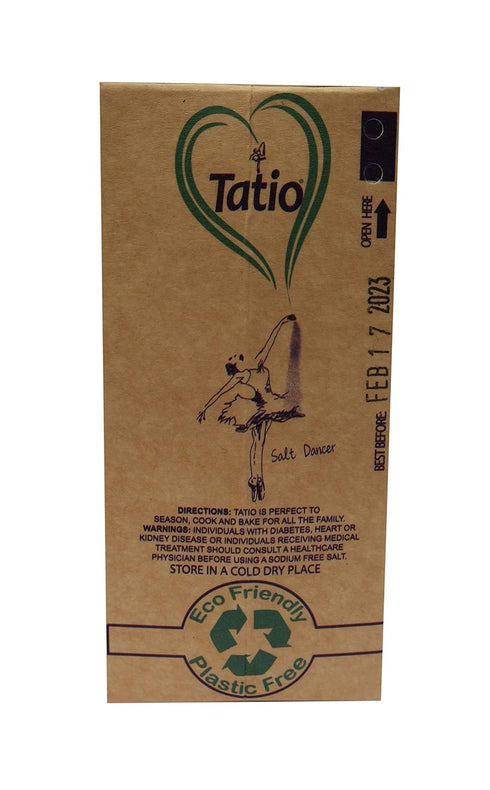 Tatio®
OPEN HERE
BEST BEFORE: FEB 17 2023
Salt Dancer
DIRECTIONS: TATIO IS PERFECT TO
SEASON, COOK AND BAKE FOR ALL THE FAMILY.
WARNINGS: INDIVIDUALS WITH DIABETES, HEART OR
KIDNEY DISEASE OR INDIVIDUALS RECEIVING MEDICAL
TREATMENT SHOULD CONSULT A HEALTHCARE
PHYSICIAN BEFORE USING A SODIUM FREE SALT.
STORE IN A COLD DRY PLACE
Eco Friendly
Plastic Free